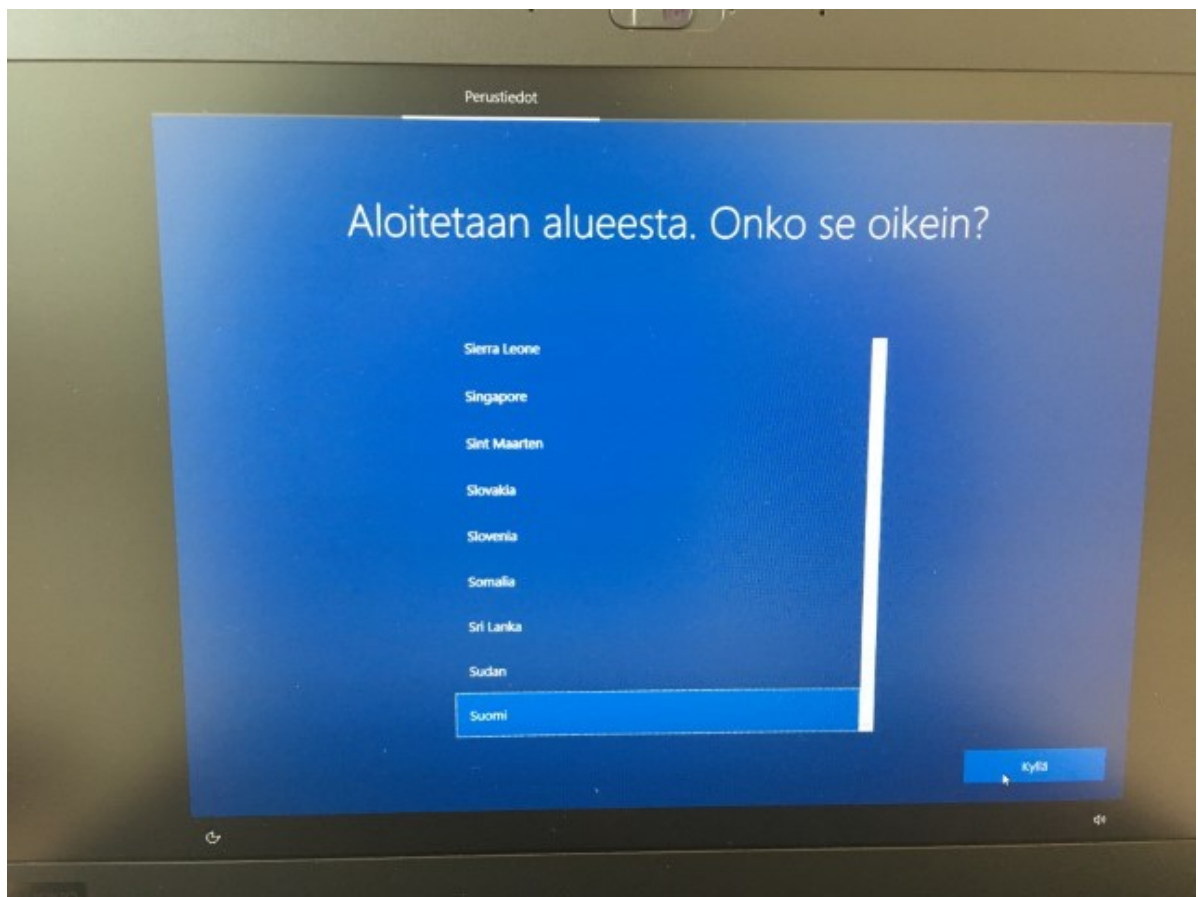 Perustiedot
Aloitetaan alueesta. Onko se oikein?
Sierra Leone
Singapore
Sint Maarten
Slovakia
Slovenia
Somalia
Sri Lanka
Sudan
Suomi
Kyllä